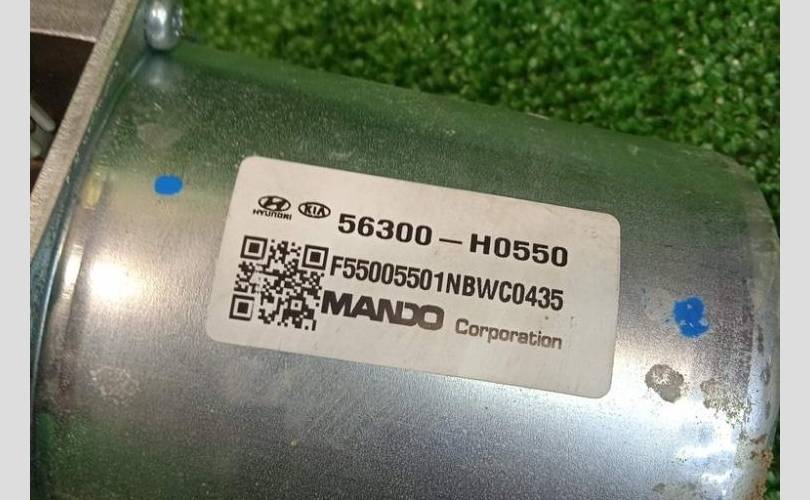 HYUNDAI KIA 56300-H0550
F55005501NBWC0435
MANDO Corporation